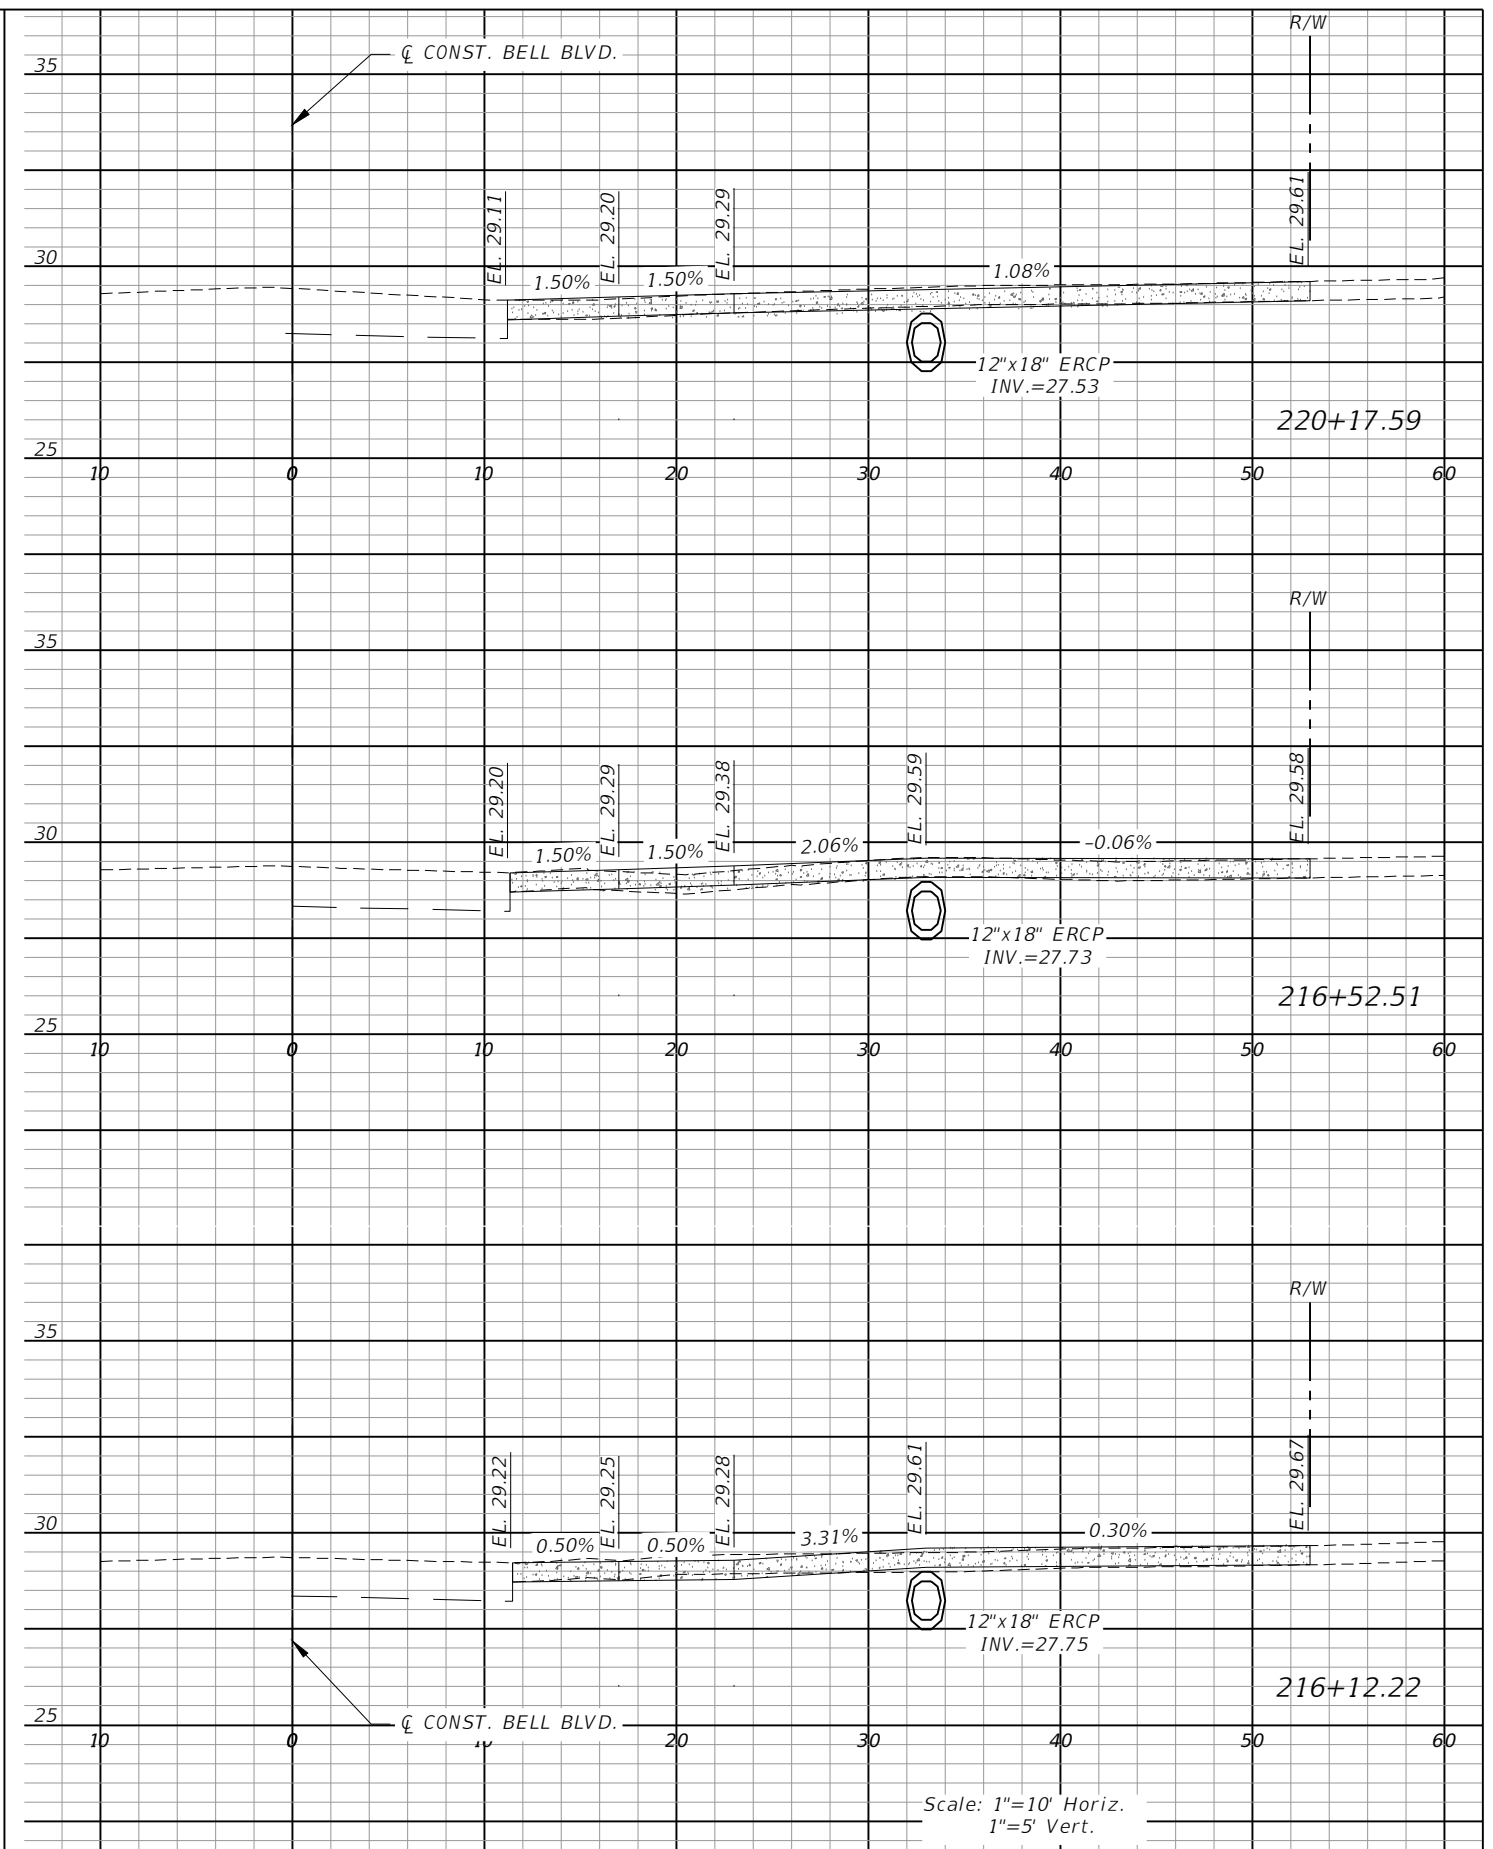 R/W
℄ CONST. BELL BLVD.
35
EL. 29.11
EL. 29.20
EL. 29.29
EL. 29.61
30
1.50%
1.50%
1.08%
12"x18" ERCP
INV.=27.53
220+17.59
25
10 0 10 20 30 40 50 60
R/W
35
EL. 29.20
EL. 29.29
EL. 29.38
EL. 29.59
EL. 29.58
30
1.50%
1.50%
2.06%
-0.06%
12"x18" ERCP
INV.=27.73
216+52.51
25
10 0 10 20 30 40 50 60
R/W
35
EL. 29.22
EL. 29.25
EL. 29.28
EL. 29.61
EL. 29.67
30
0.50%
0.50%
3.31%
0.30%
12"x18" ERCP
INV.=27.75
216+12.22
25
℄ CONST. BELL BLVD.
10 0 10 20 30 40 50 60
Scale: 1"=10' Horiz.
1"=5' Vert.